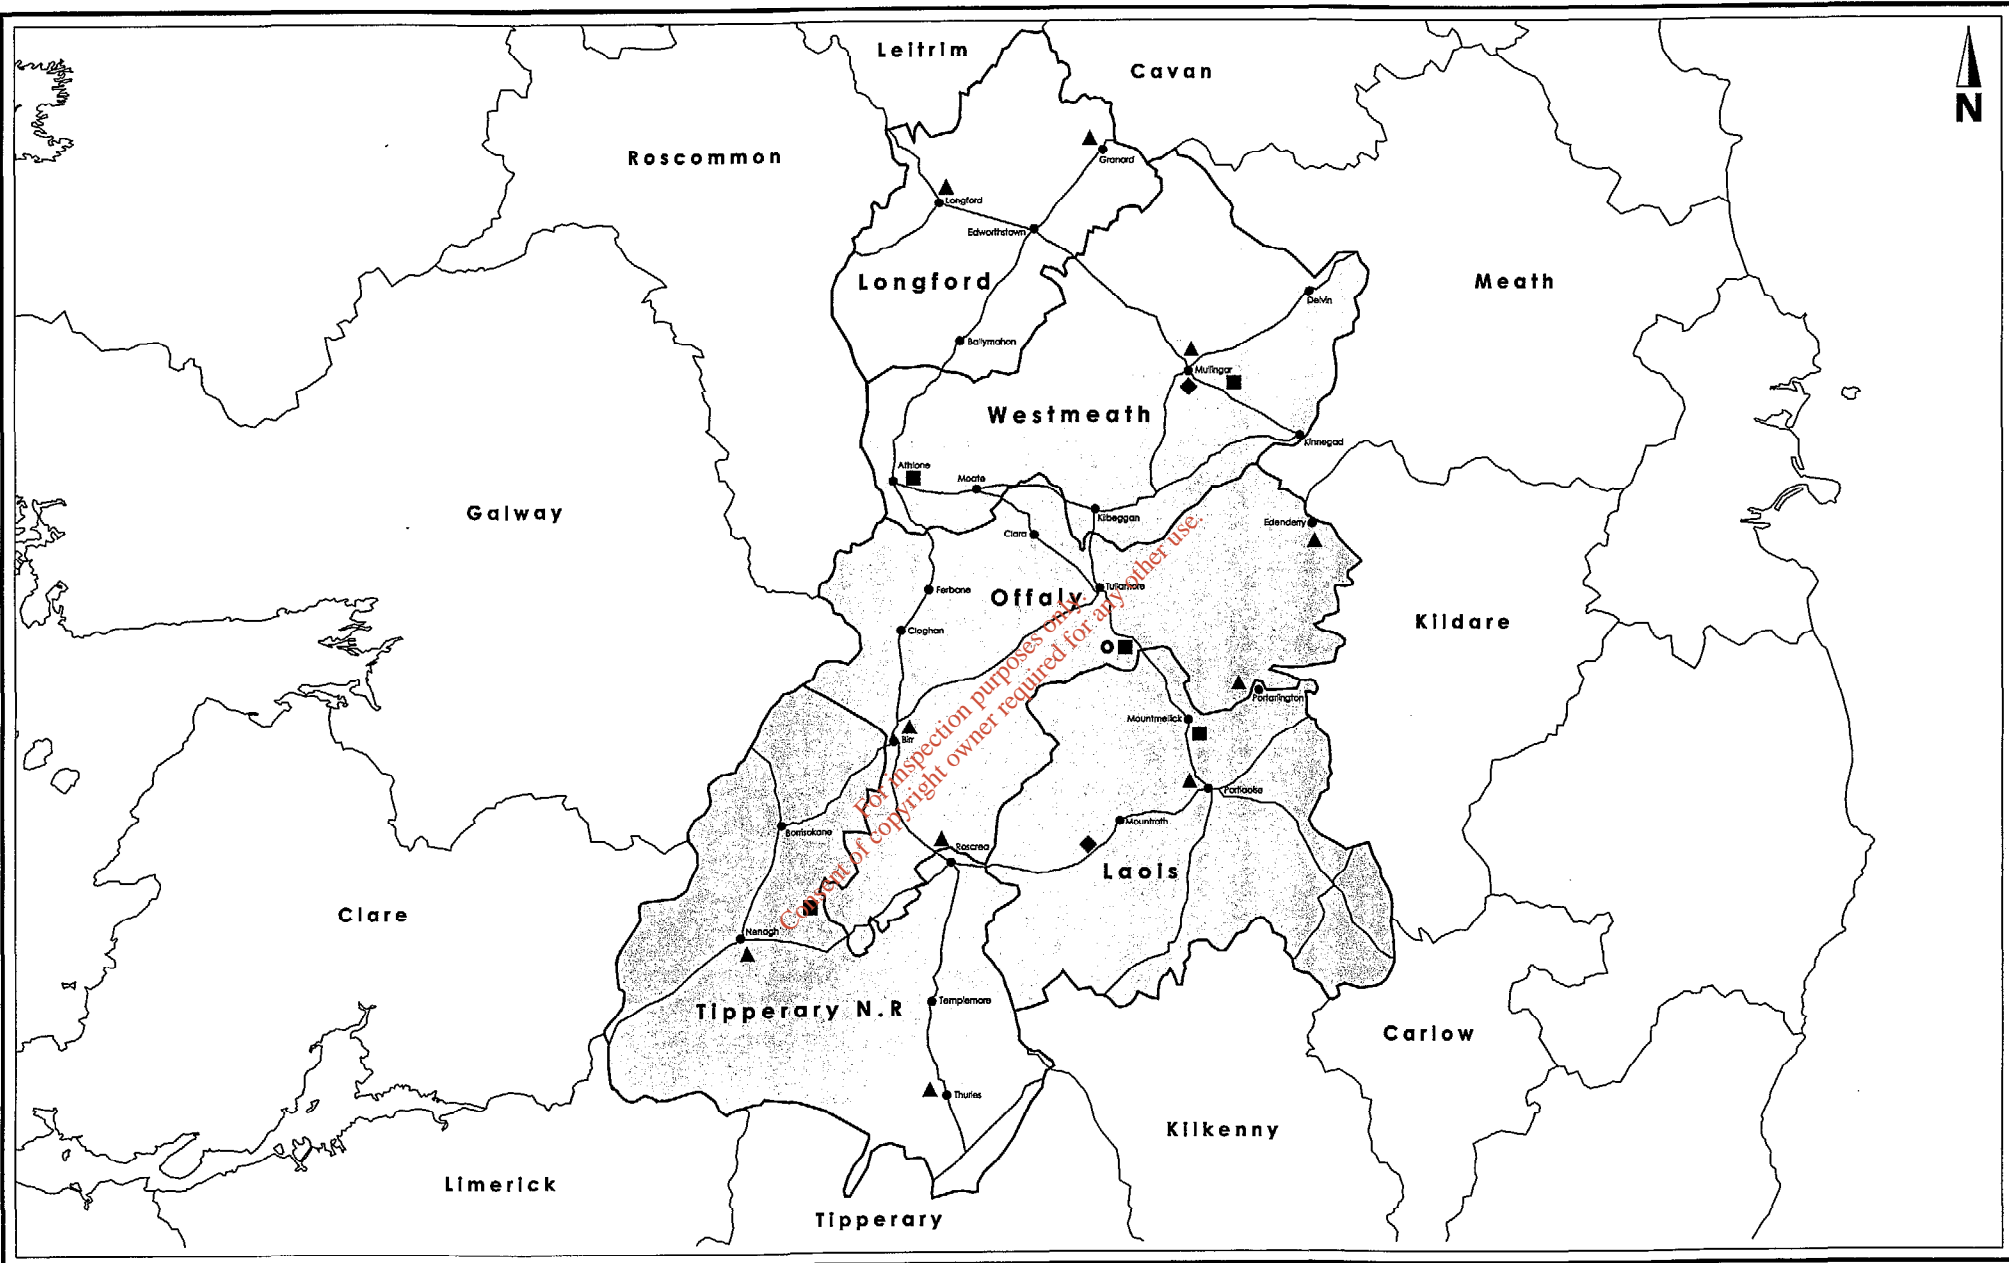 Leitrim
Cavan
N
Roscommon
Granard
Longford
Edworthstown
Longford
Meath
Delvin
Ballymahon
Mullingar
Westmeath
Kinnegad
Athlone
Moate
Galway
Kilbeggan
Edenderry
Clara
Ferbane
Offaly
Tullamore
Kildare
Cloghan
Portarlington
Mountmellick
Birr
Portlaoise
Borrisokane
Mountrath
Roscrea
Laois
Clare
Nenagh
Templemore
Tipperary N.R
Carlow
Thurles
Kilkenny
Limerick
Tipperary
For inspection purposes only.
Consent of copyright owner required for any other use.